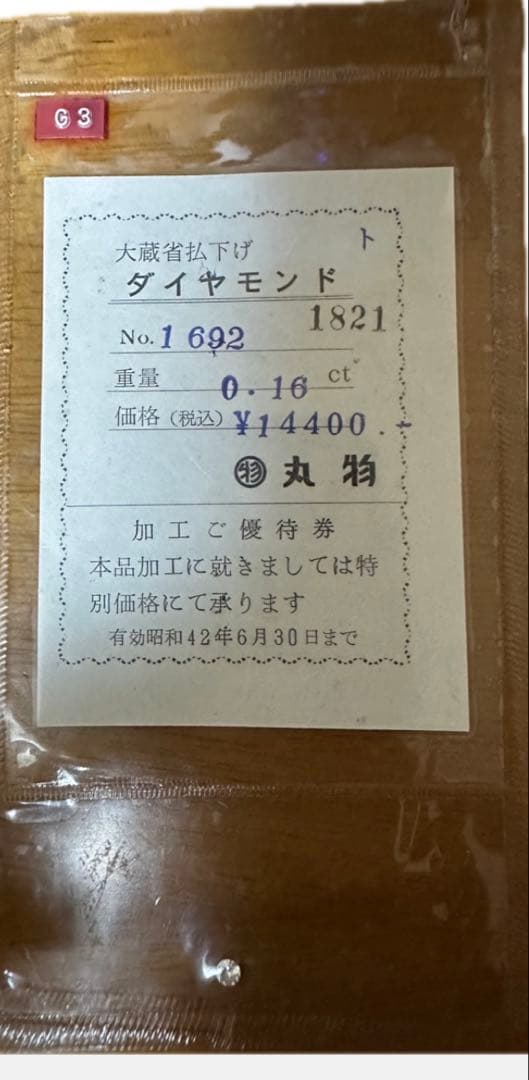 G3
ト
大蔵省払下げ
ダイヤモンド
1821
No. 1692
重量 0.16 ct
価格(税込) ¥14400.-
物 丸物
加工ご優待券
本品加工に就きましては特
別価格にて承ります
有効昭和42年6月30日まで